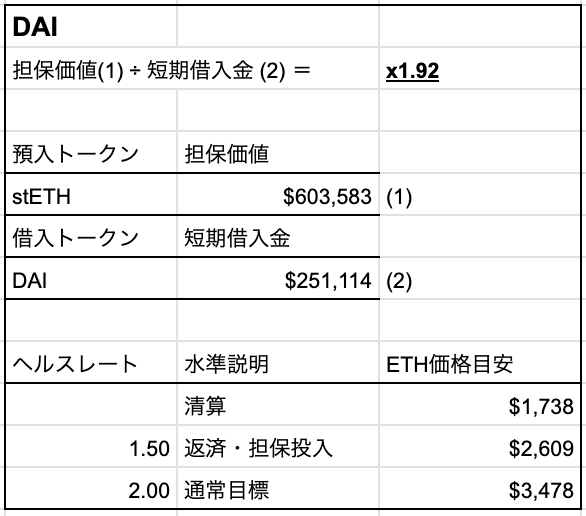 DAI
担保価値(1) ÷ 短期借入金 (2) ＝ x1.92
預入トークン 担保価値
stETH $603,583 (1)
借入トークン 短期借入金
DAI $251,114 (2)
ヘルスレート 水準説明 ETH価格目安
清算 $1,738
1.50 返済・担保投入 $2,609
2.00 通常目標 $3,478